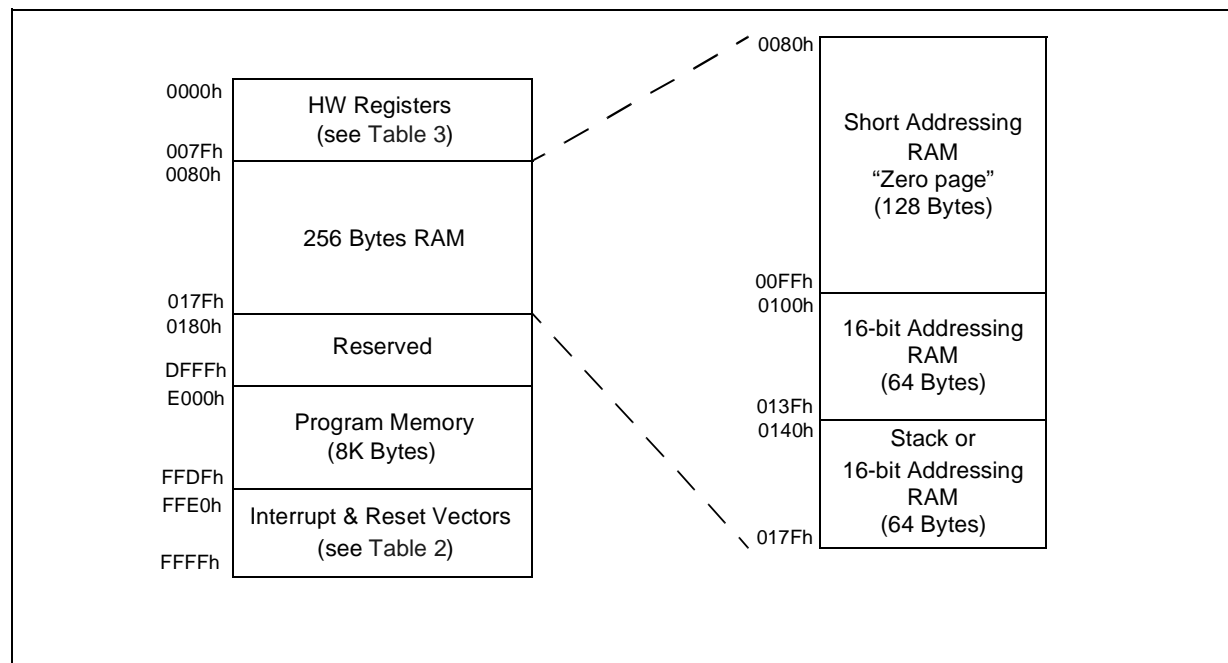 0000h
HW Registers
(see Table 3)
007Fh
0080h
256 Bytes RAM
017Fh
0180h
Reserved
DFFFh
E000h
Program Memory
(8K Bytes)
FFDFh
FFE0h
Interrupt & Reset Vectors
(see Table 2)
FFFFh
0080h
Short Addressing
RAM
“Zero page”
(128 Bytes)
00FFh
0100h
16-bit Addressing
RAM
(64 Bytes)
013Fh
0140h
Stack or
16-bit Addressing
RAM
(64 Bytes)
017Fh